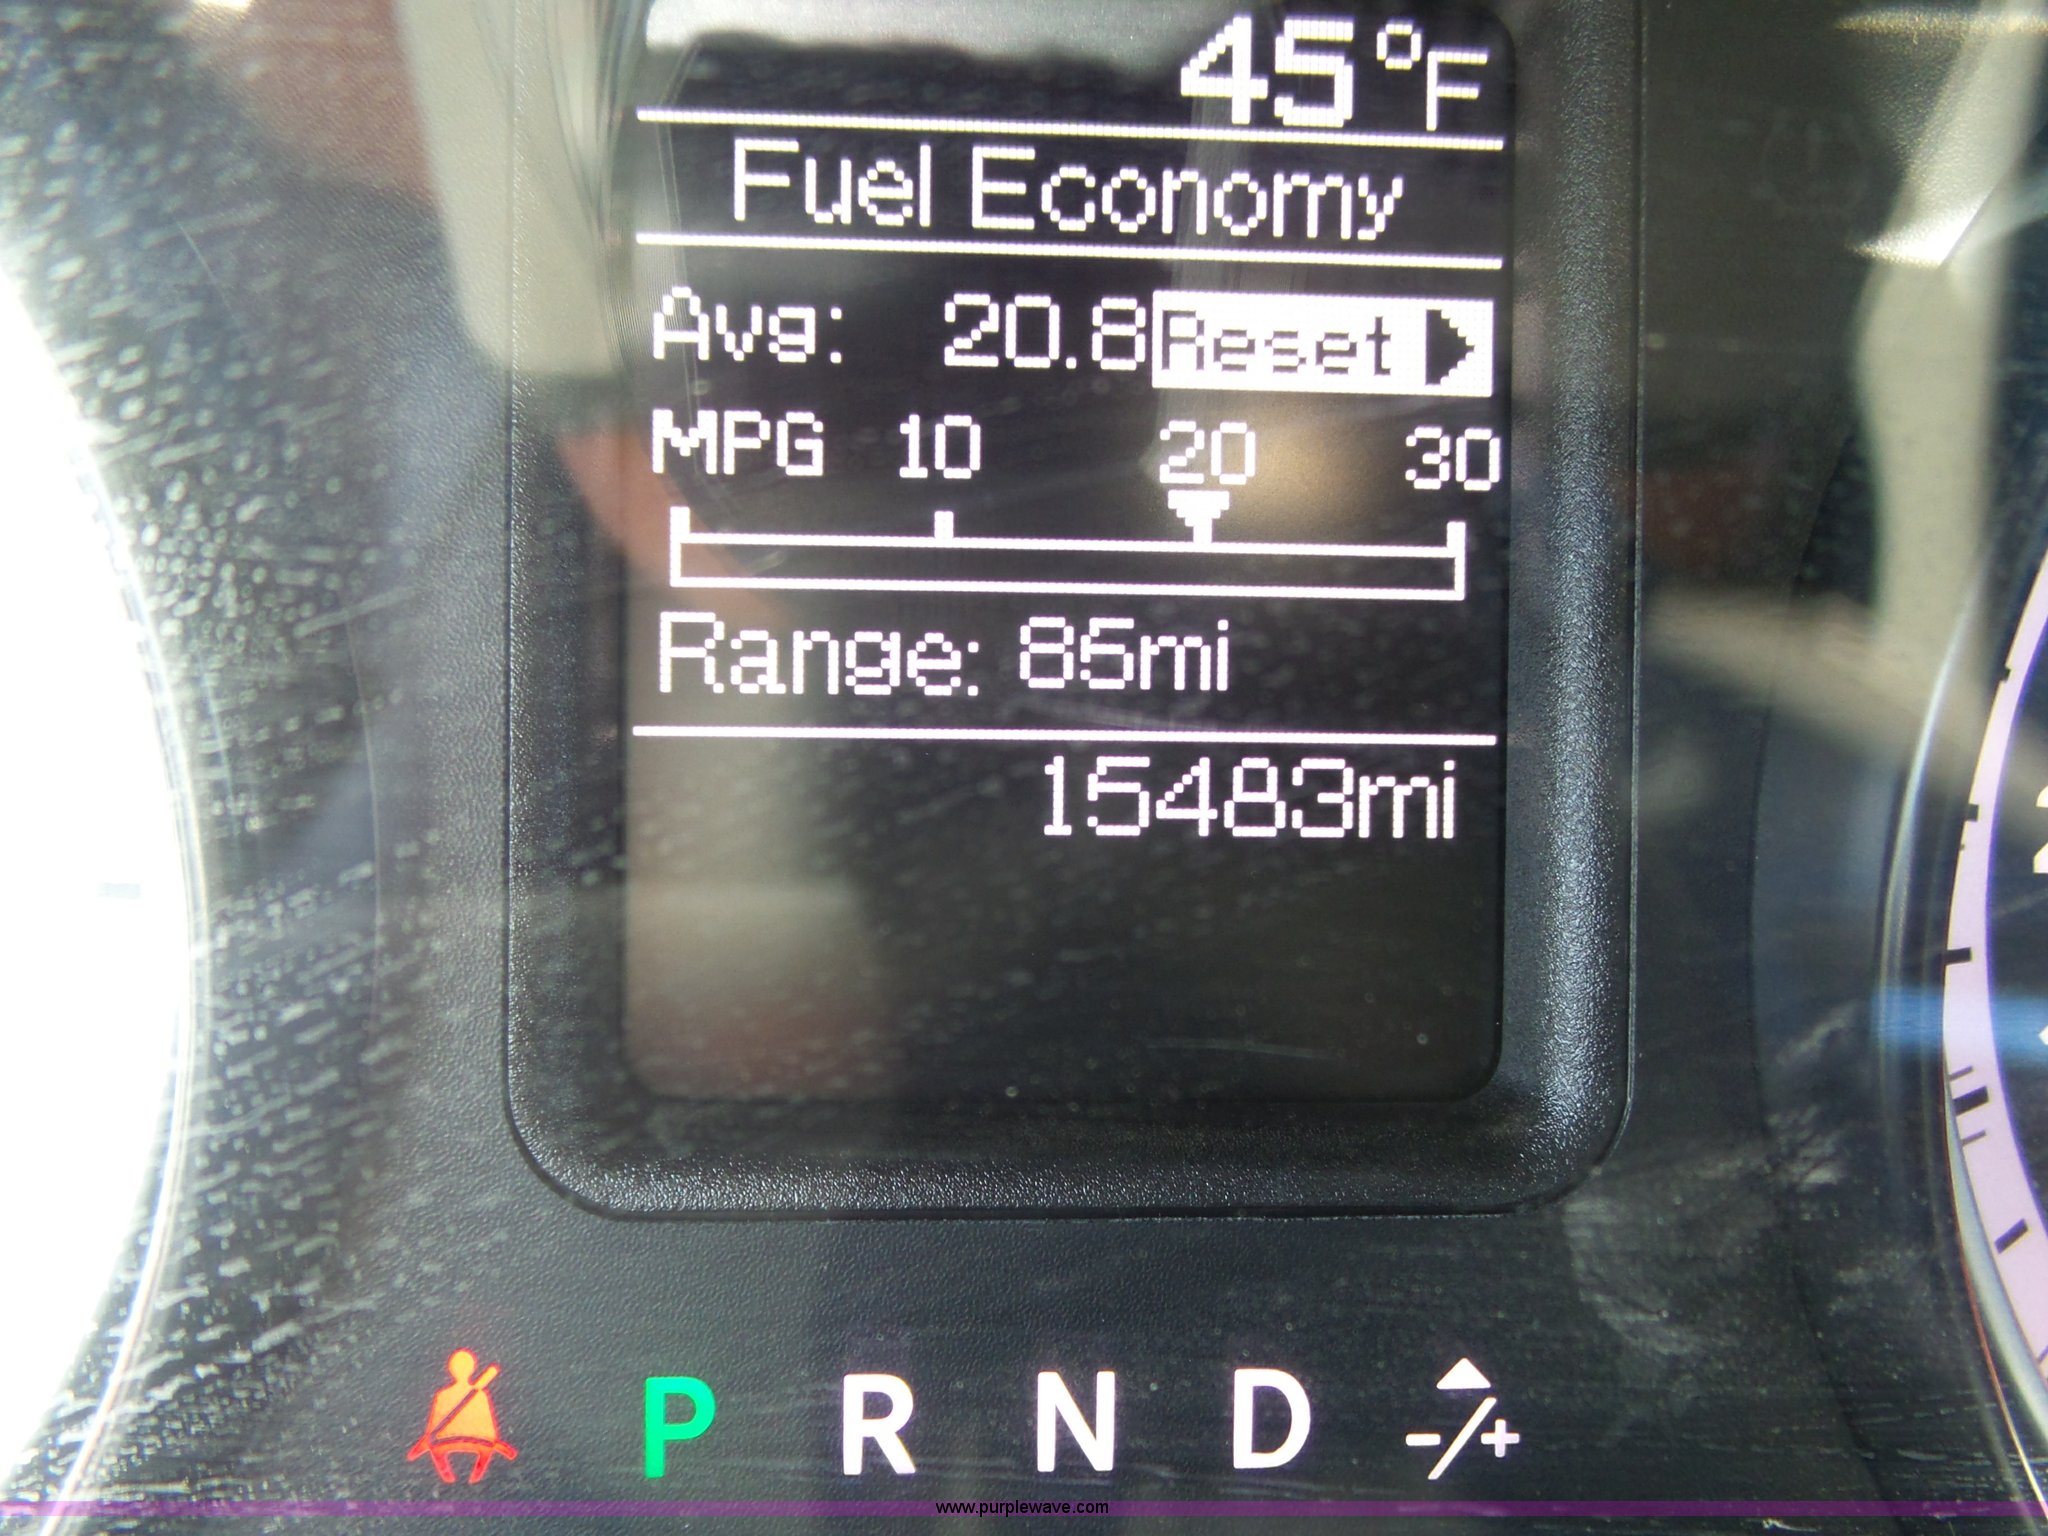 45°F
Fuel Economy
Avg: 20.8 Reset
MPG 10 20 30
Range: 85mi
15483mi
P R N D -/+
www.purplewave.com